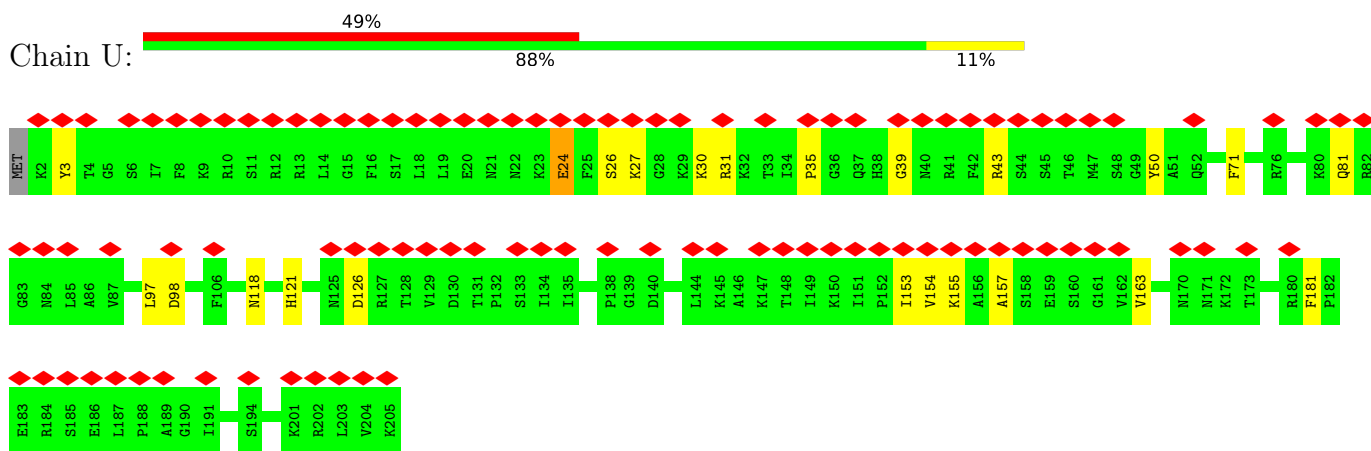 49%
Chain U:
88% 11%
MET K2 Y3 T4 G5 S6 I7 F8 K9 R10 S11 R12 R13 L14 G15 F16 S17 L18 L19 E20 N21 N22 K23 E24 F25 S26 K27 G28 K29 K30 R31 K32 T33 I34 P35 G36 Q37 H38 G39 N40 R41 F42 R43 S44 S45 T46 M47 S48 G49 Y50 A51 Q52 F71 R76 K80 Q81 R82
G83 N84 L85 A86 V87 L97 D98 F106 N118 H121 N125 D126 R127 T128 V129 D130 T131 P132 S133 I134 I135 P138 G139 D140 L144 K145 A146 K147 T148 T149 K150 I151 P152 I153 V154 K155 A156 A157 S158 E159 S160 G161 V162 V163 N170 N171 K172 T173 R180 F181 P182
E183 R184 S185 E186 L187 P188 A189 G190 I191 S194 K201 R202 L203 V204 K205